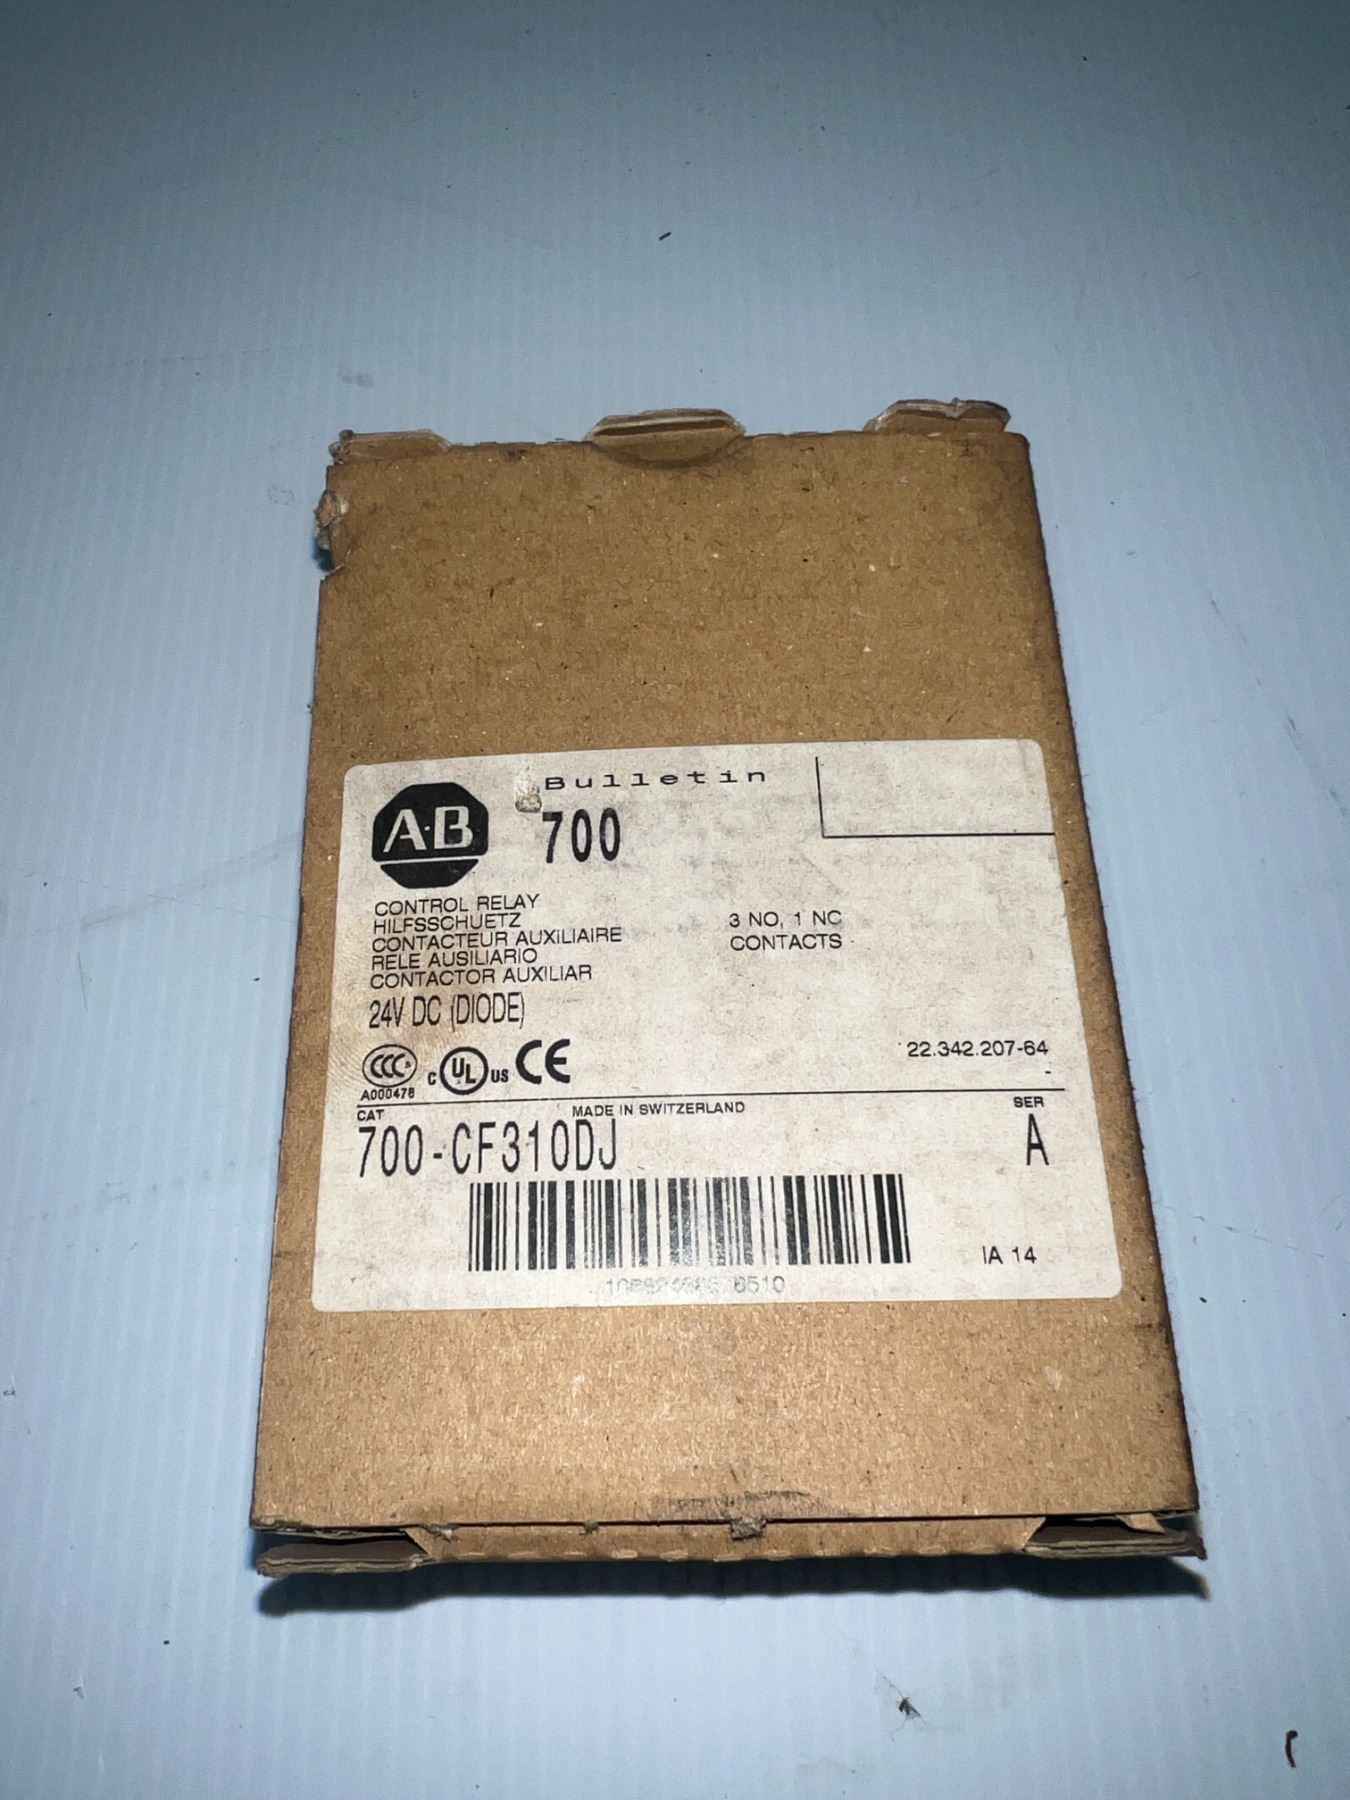 A·B
Bulletin
700
CONTROL RELAY
HILFSSCHUETZ
CONTACTEUR AUXILIAIRE
RELE AUSILIARIO
CONTACTOR AUXILIAR
24V DC (DIODE)
3 NO, 1 NC
CONTACTS
CCC S
A000478
C UL US CE
22.342.207-64
-
CAT
MADE IN SWITZERLAND
SER
700-CF310DJ
A
IA 14
6510